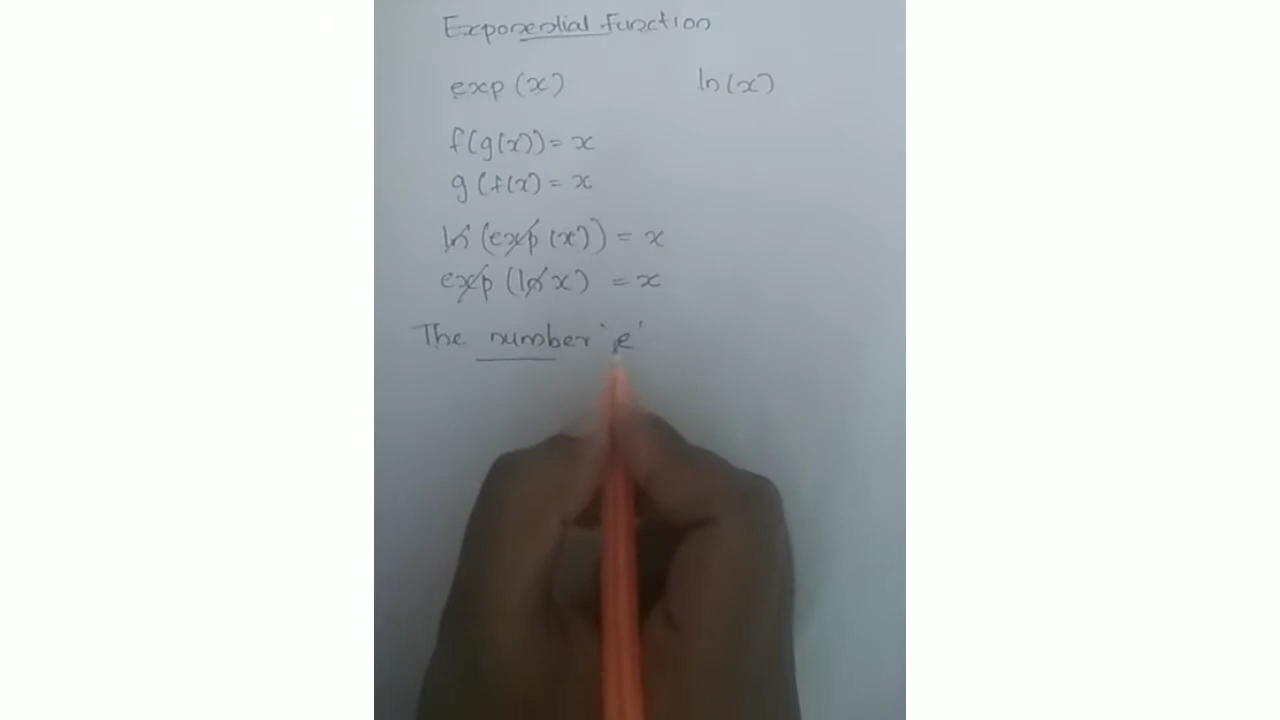 Exponential function
exp (x) ln(x)
f(g(x)) = x
g (f(x) = x
ln (exp (x)) = x
exp (ln x) = x
The number 'e'